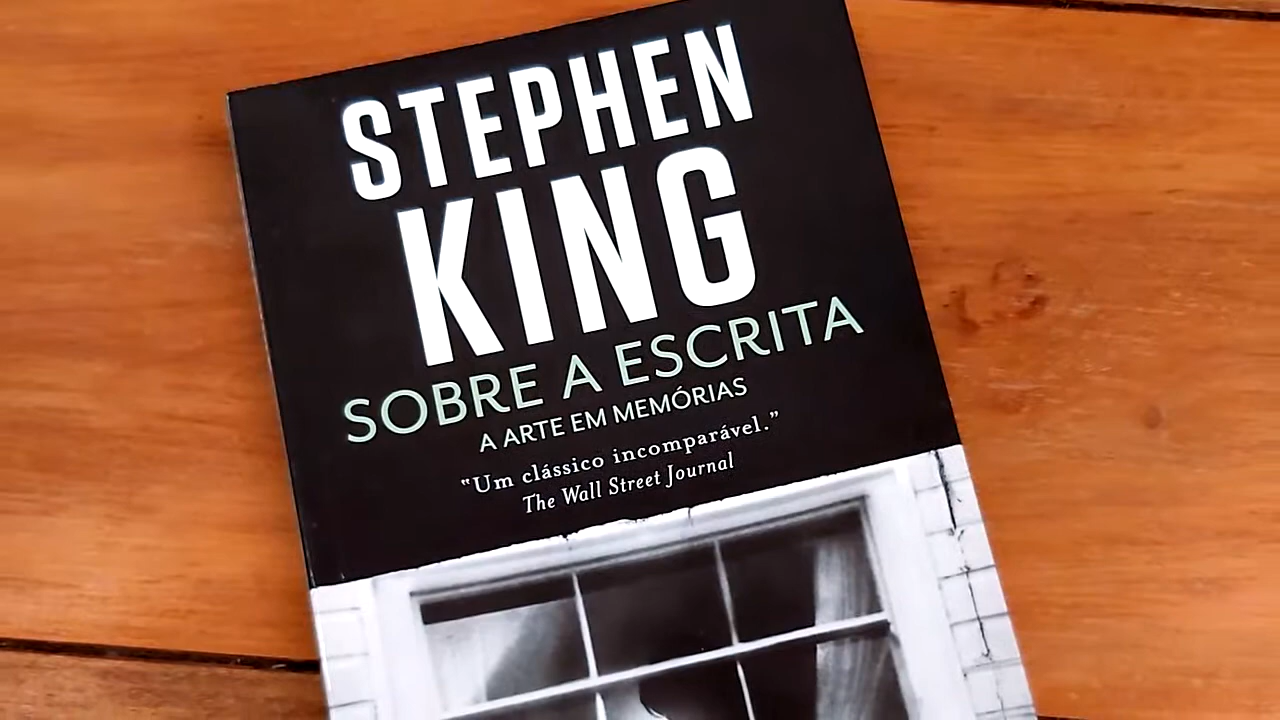 STEPHEN
KING
SOBRE A ESCRITA
A ARTE EM MEMÓRIAS
"Um clássico incomparável."
The Wall Street Journal